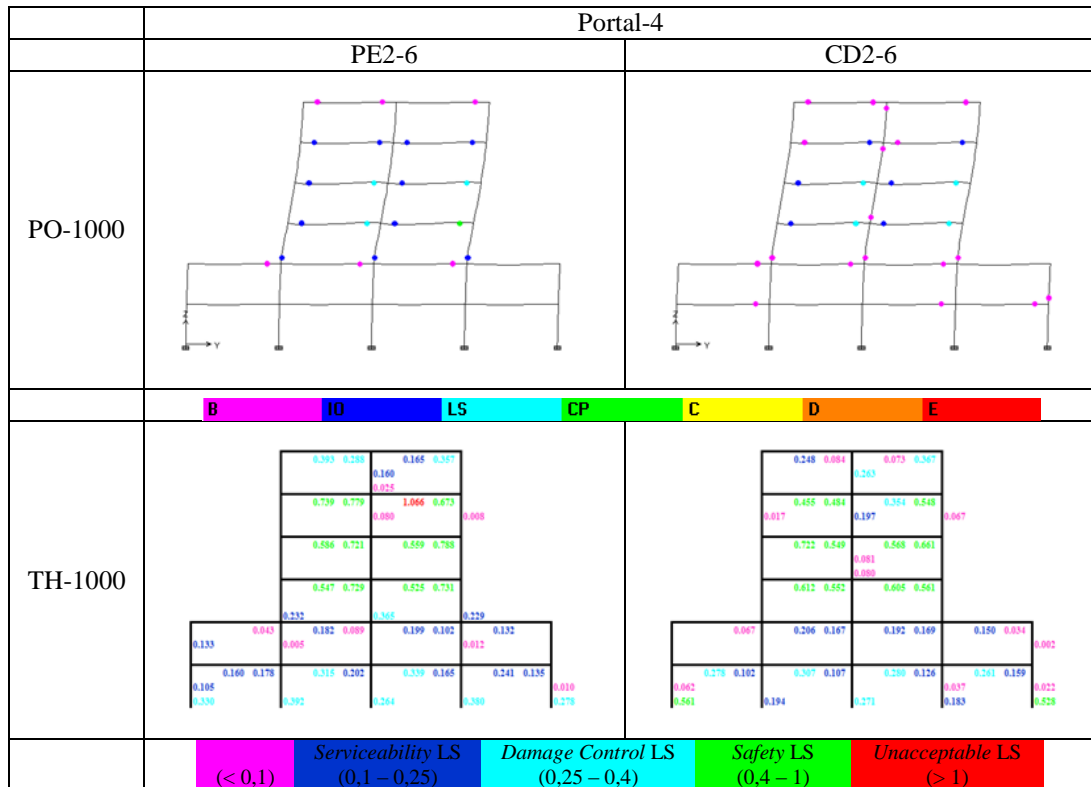 Portal-4
PE2-6 CD2-6
PO-1000
Z Y Z Y
B IO LS CP C D E
TH-1000
0.393 0.288 0.165 0.357
0.160
0.025
0.739 0.779 1.066 0.673
0.080 0.008
0.586 0.721 0.559 0.788
0.547 0.729 0.525 0.731
0.232 0.365 0.229
0.043 0.182 0.089 0.199 0.102 0.132
0.133 0.005 0.012
0.160 0.178 0.315 0.202 0.339 0.165 0.241 0.135
0.105 0.010
0.330 0.392 0.264 0.380 0.278
0.248 0.084 0.073 0.367
0.263
0.455 0.484 0.354 0.548
0.017 0.197 0.067
0.722 0.549 0.568 0.661
0.081
0.080
0.612 0.552 0.605 0.561
0.067 0.206 0.167 0.192 0.169 0.150 0.034
0.002
0.278 0.102 0.307 0.107 0.280 0.126 0.261 0.159
0.062 0.037 0.022
0.561 0.194 0.271 0.183 0.528
Serviceability LS Damage Control LS Safety LS Unacceptable LS
(< 0,1) (0,1 – 0,25) (0,25 – 0,4) (0,4 – 1) (> 1)